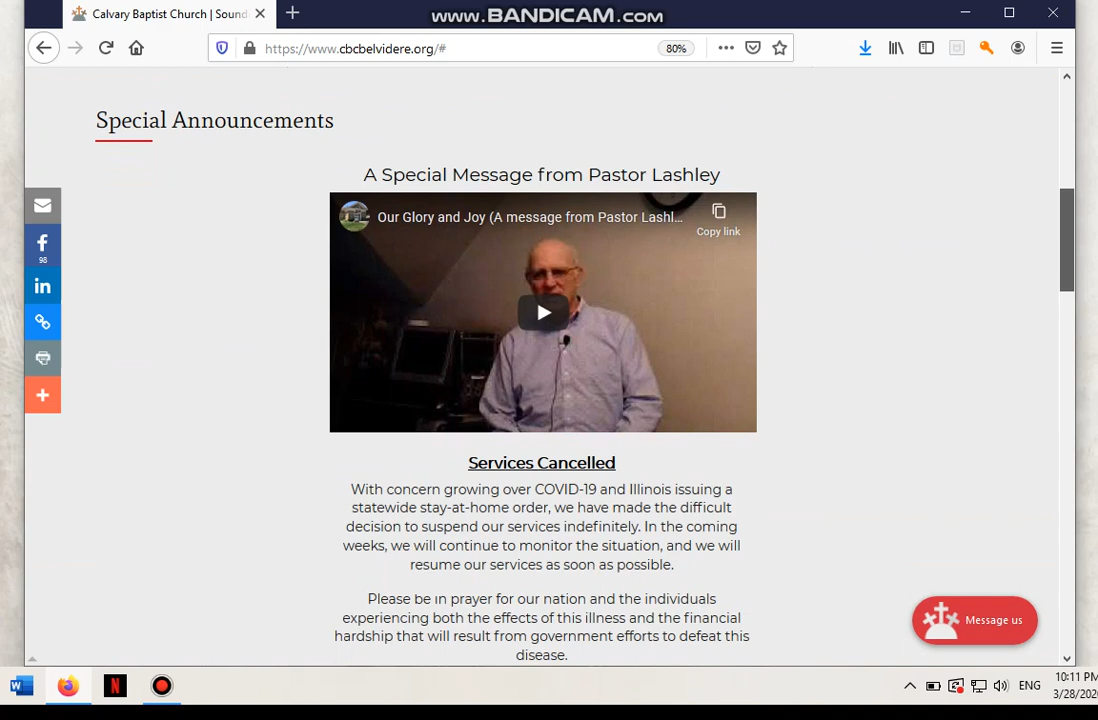 Calvary Baptist Church | Sound
www.BANDICAM.com
https://www.cbcbelvidere.org/#
80%
Special Announcements
A Special Message from Pastor Lashley
Our Glory and Joy (A message from Pastor Lashl...
Copy link
98
Services Cancelled
With concern growing over COVID-19 and Illinois issuing a
statewide stay-at-home order, we have made the difficult
decision to suspend our services indefinitely. In the coming
weeks, we will continue to monitor the situation, and we will
resume our services as soon as possible.
Please be in prayer for our nation and the individuals
experiencing both the effects of this illness and the financial
hardship that will result from government efforts to defeat this
disease.
Message us
ENG
10:11 PM
3/28/202